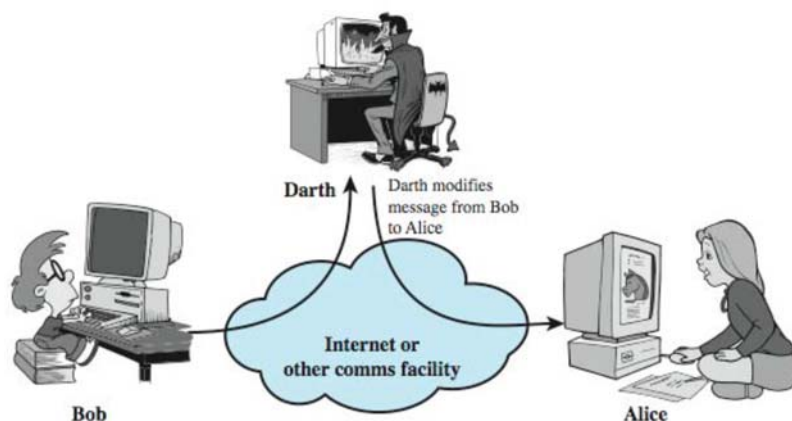 Darth
Darth modifies
message from Bob
to Alice
Internet or
other comms facility
Bob
Alice